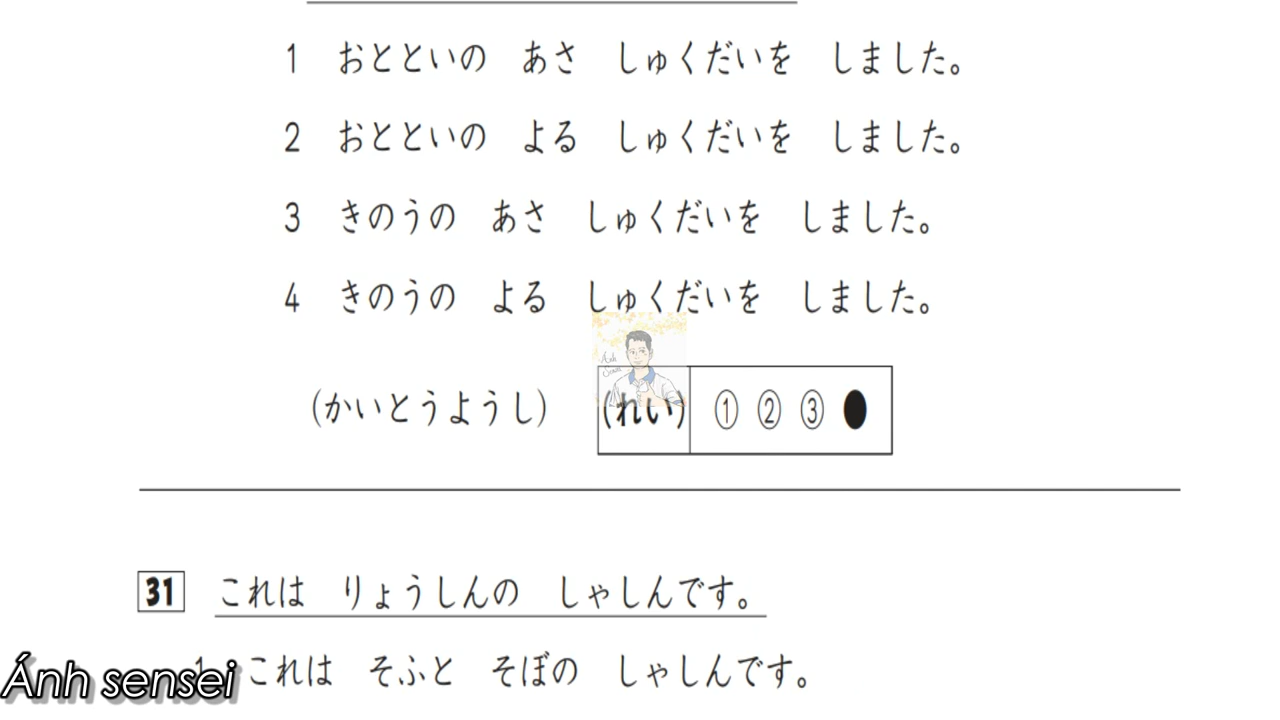 1 おとといの あさ しゅくだいを しました。
2 おとといの よる しゅくだいを しました。
3 きのうの あさ しゅくだいを しました。
4 きのうの よる しゅくだいを しました。
Ánh Sensei
(かいとうようし) (れい) ① ② ③ ●
31 これは りょうしんの しゃしんです。
1 これは そふと そぼの しゃしんです。
Ánh sensei